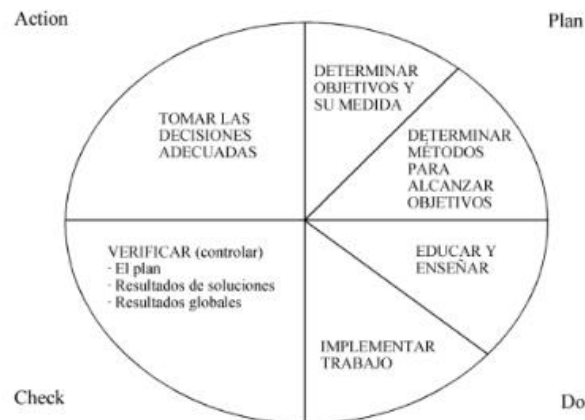 Action
Plan
DETERMINAR
OBJETIVOS Y
SU MEDIDA
TOMAR LAS
DECISIONES
ADECUADAS
DETERMINAR
MÉTODOS
PARA
ALCANZAR
OBJETIVOS
VERIFICAR (controlar)
· El plan
· Resultados de soluciones
· Resultados globales
EDUCAR Y
ENSEÑAR
IMPLEMENTAR
TRABAJO
Check
Do